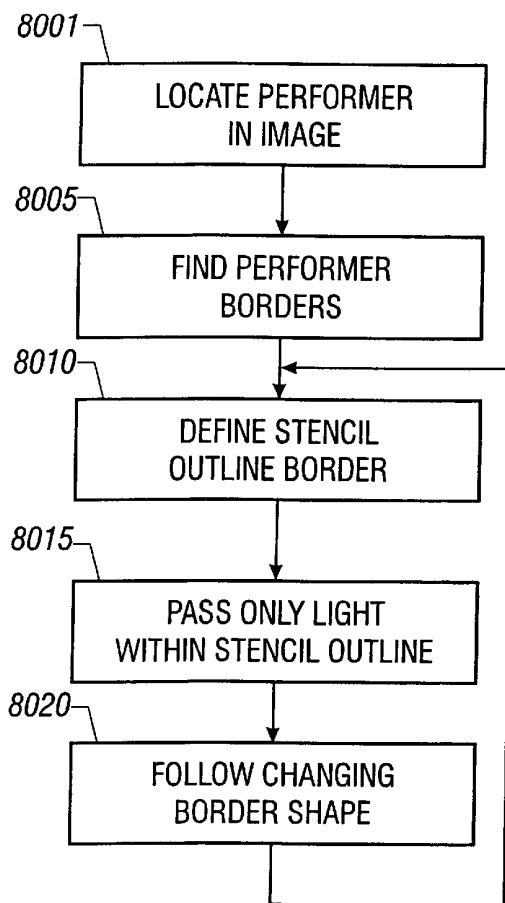 8001
LOCATE PERFORMER
IN IMAGE
8005
FIND PERFORMER
BORDERS
8010
DEFINE STENCIL
OUTLINE BORDER
8015
PASS ONLY LIGHT
WITHIN STENCIL OUTLINE
8020
FOLLOW CHANGING
BORDER SHAPE